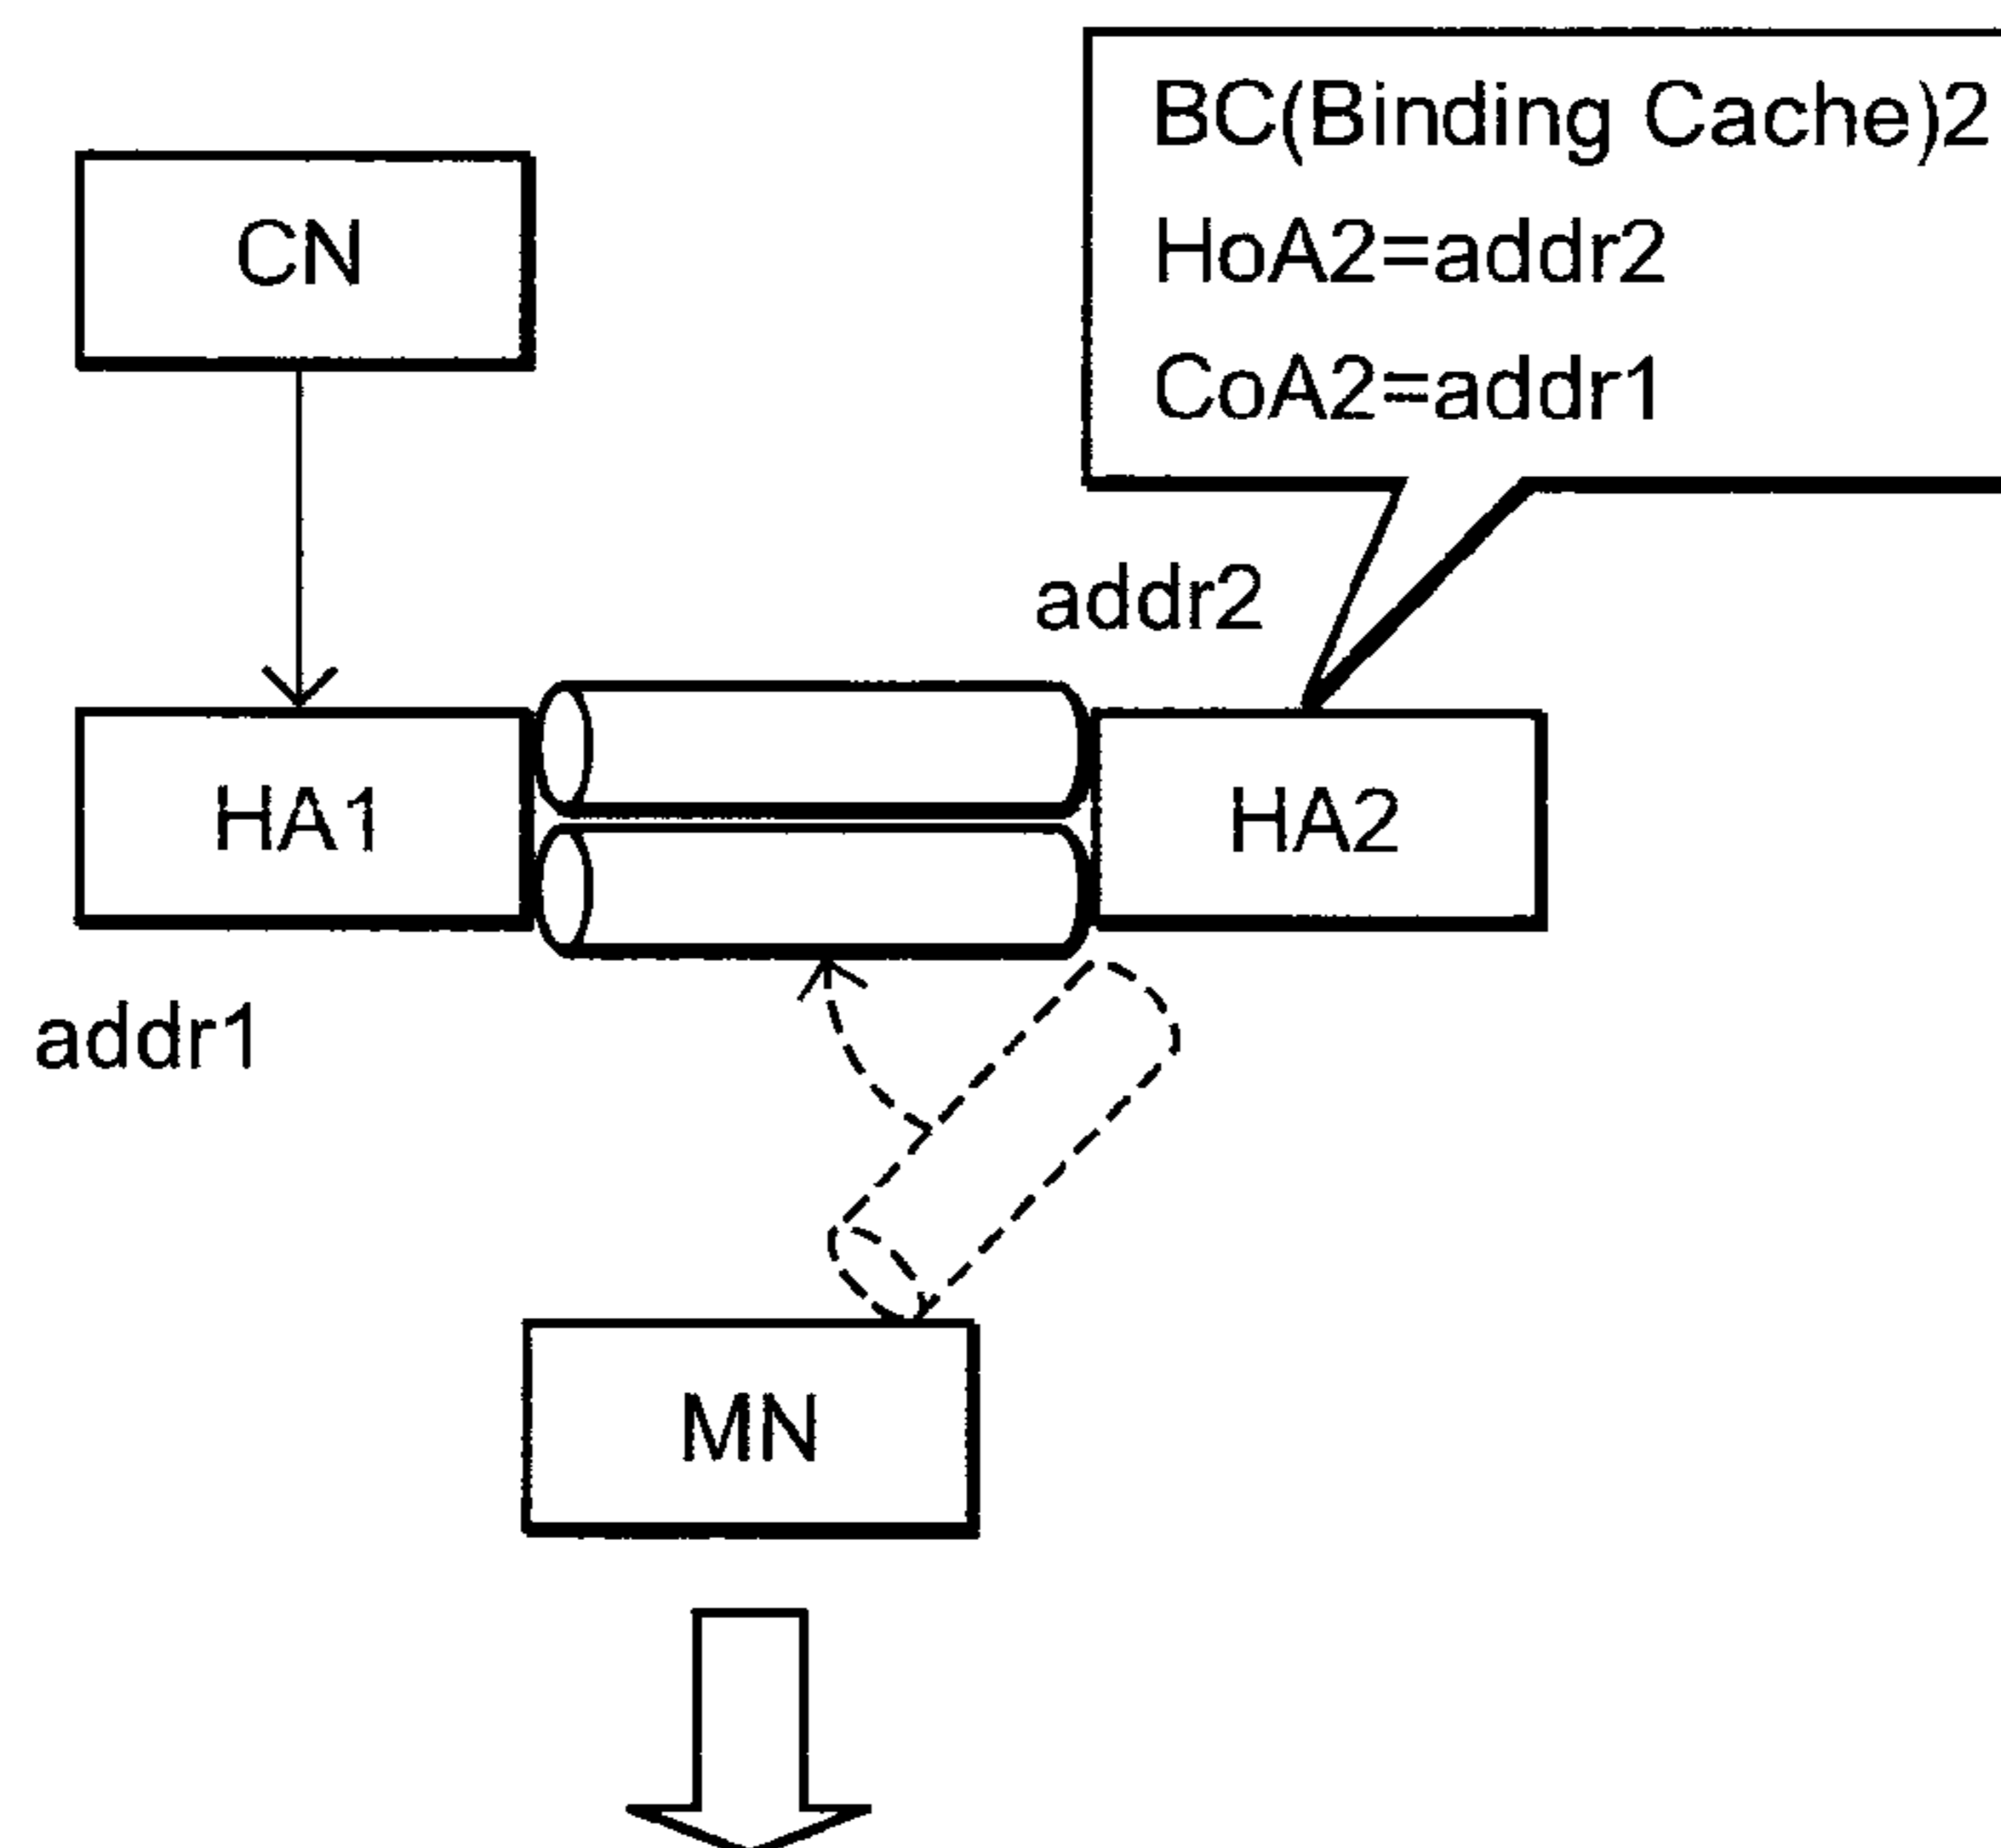 BC(Binding Cache)2
HoA2=addr2
CoA2=addr1
CN
addr2
HA1
HA2
addr1
MN